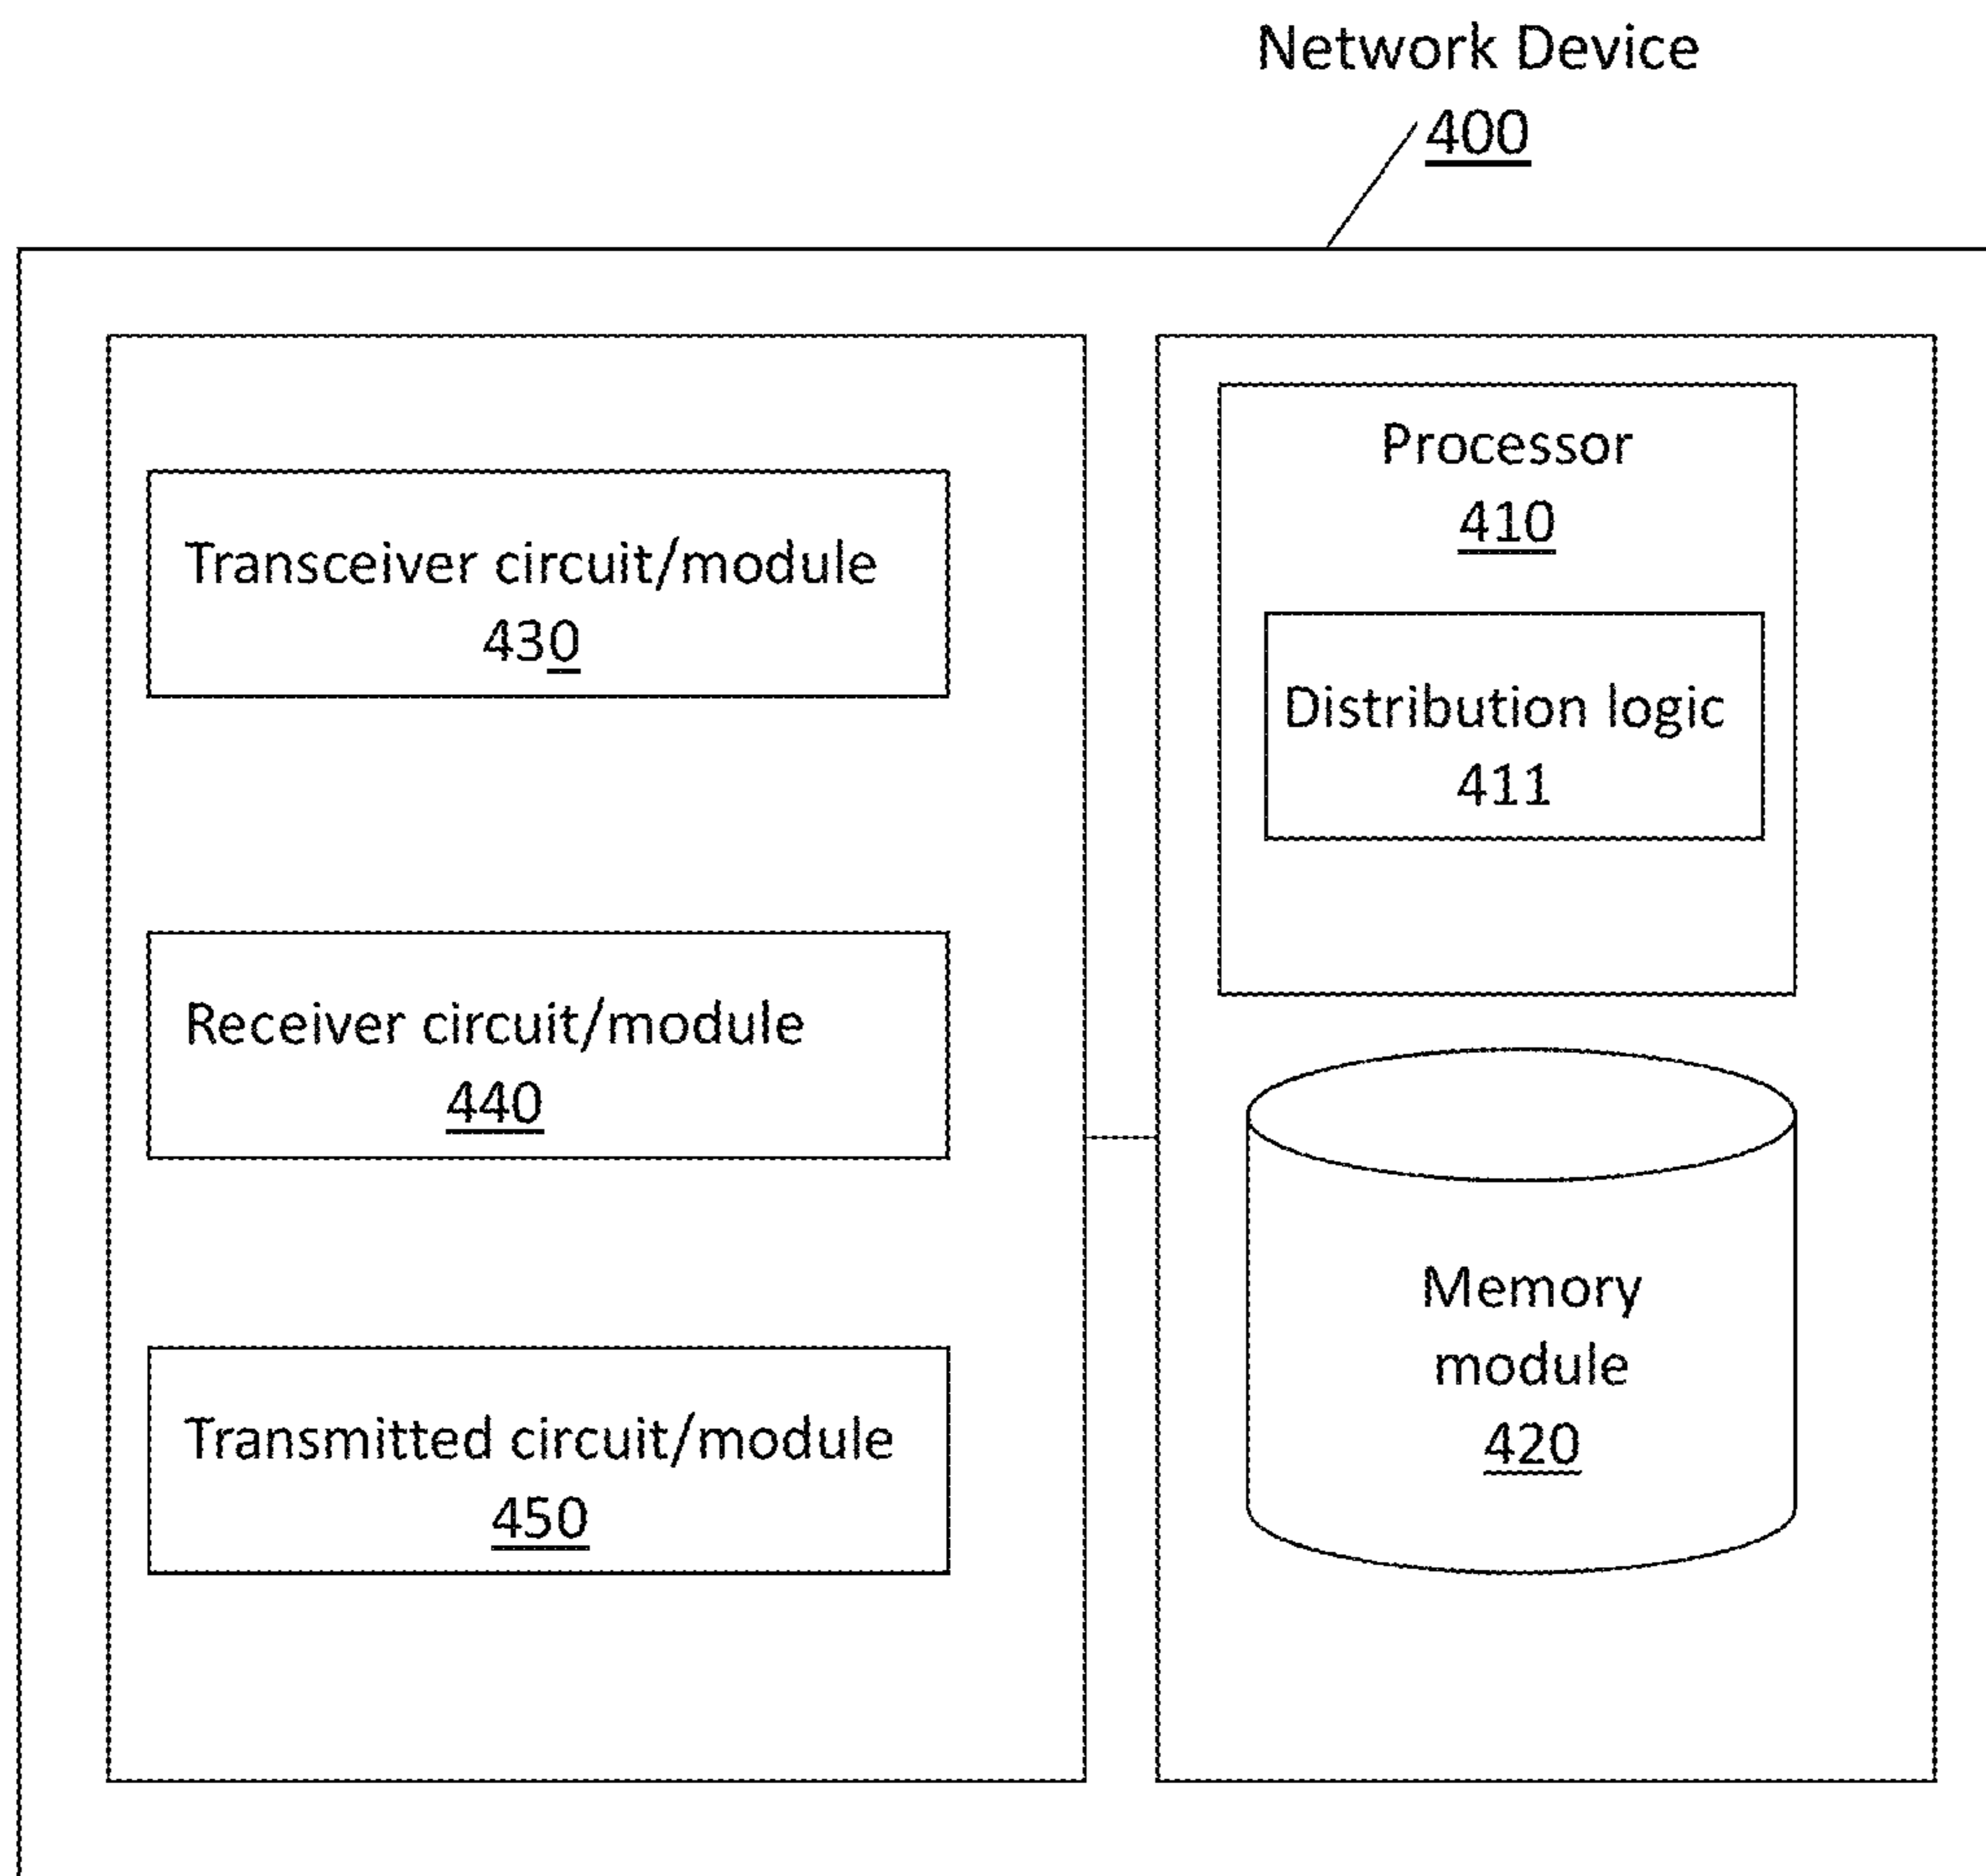 Network Device
400
Transceiver circuit/module
430
Receiver circuit/module
440
Transmitted circuit/module
450
Processor
410
Distribution logic
411
Memory
module
420